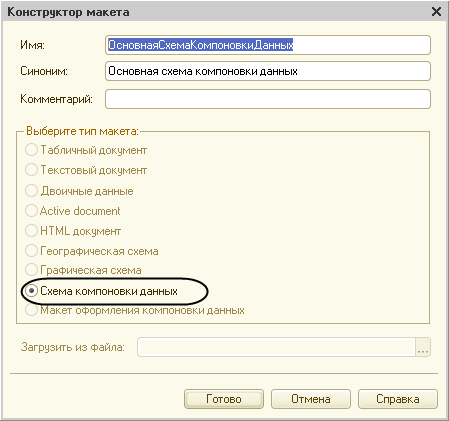 Конструктор макета
Имя: ОсновнаяСхемаКомпоновкиДанных
Синоним: Основная схема компоновки данных
Комментарий:
Выберите тип макета:
Табличный документ
Текстовый документ
Двоичные данные
Active document
HTML документ
Географическая схема
Графическая схема
Схема компоновки данных
Макет оформления компоновки данных
Загрузить из файла: ...
Готово Отмена Справка